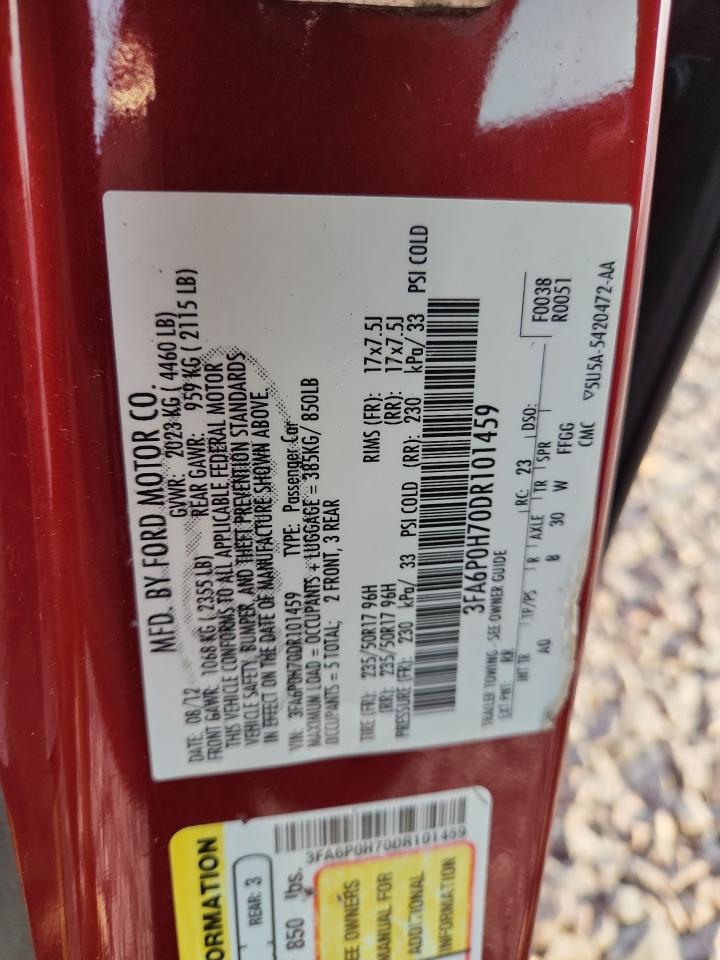 MFD. BY FORD MOTOR CO.
DATE: 08/12 GVWR: 2023 KG ( 4460 LB)
FRONT GAWR: 1068 KG ( 2355 LB) REAR GAWR: 959 KG ( 2115 LB)
THIS VEHICLE CONFORMS TO ALL APPLICABLE FEDERAL MOTOR
VEHICLE SAFETY, BUMPER, AND THEFT PREVENTION STANDARDS
IN EFFECT ON THE DATE OF MANUFACTURE SHOWN ABOVE.
VIN: 3FA6P0H70DR101459 TYPE: Passenger Car
MAXIMUM LOAD = OCCUPANTS + LUGGAGE = 385KG/ 850LB
OCCUPANTS = 5 TOTAL; 2 FRONT, 3 REAR
TIRE (FR): 235/50R17 96H RIMS (FR): 17x7.5J
(RR): 235/50R17 96H (RR): 17x7.5J
PRESSURE (FR): 230 kPa/ 33 PSI COLD (RR): 230 kPa/ 33 PSI COLD
3FA6P0H70DR101459
TRAILER TOWING - SEE OWNER GUIDE
EXT PNT: RR RC: 23 DSO: F0038
R0051
INT TR TP/PS R AXLE TR SPR
AQ 8 30 W FFGG
CMC
▽5U5A-5420472-AA
3FA6P0H70DR101459
ORMATION
REAR: 3
850 lbs.
EE OWNERS
MANUAL FOR
ADDITIONAL
INFORMATION